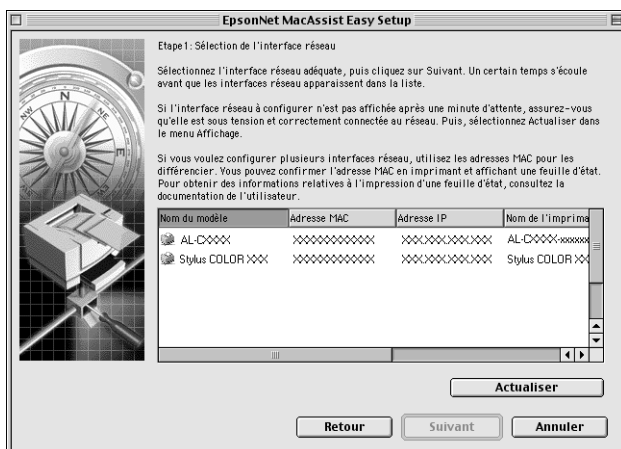 EpsonNet MacAssist Easy Setup
Etape1: Sélection de l'interface réseau
Sélectionnez l'interface réseau adéquate, puis cliquez sur Suivant. Un certain temps s'écoule
avant que les interfaces réseau apparaissent dans la liste.
Si l'interface réseau à configurer n'est pas affichée après une minute d'attente, assurez-vous
qu'elle est sous tension et correctement connectée au réseau. Puis, sélectionnez Actualiser dans
le menu Affichage.
Si vous voulez configurer plusieurs interfaces réseau, utilisez les adresses MAC pour les
différencier. Vous pouvez confirmer l'adresse MAC en imprimant et affichant une feuille d'état.
Pour obtenir des informations relatives à l'impression d'une feuille d'état, consultez la
documentation de l'utilisateur.
Nom du modèle Adresse MAC Adresse IP Nom de l'imprima
AL-CXXXX XXXXXXXXXXXX XXX.XXX.XXX.XXX AL-CXXXX-xxxxxx
Stylus COLOR XXX XXXXXXXXXXXX XXX.XXX.XXX.XXX Stylus COLOR XX
Actualiser
Retour Suivant Annuler
N
NE
E
NW
W